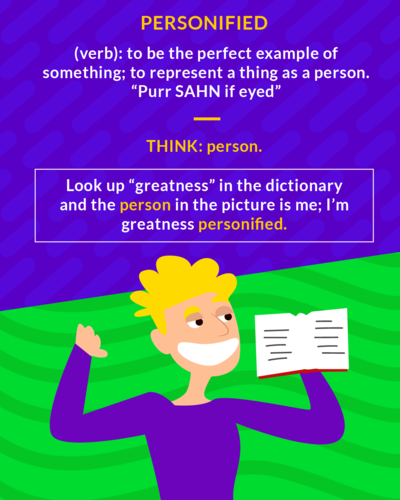 PERSONIFIED
(verb): to be the perfect example of
something; to represent a thing as a person.
“Purr SAHN if eyed”
THINK: person.
Look up “greatness” in the dictionary
and the person in the picture is me; I’m
greatness personified.